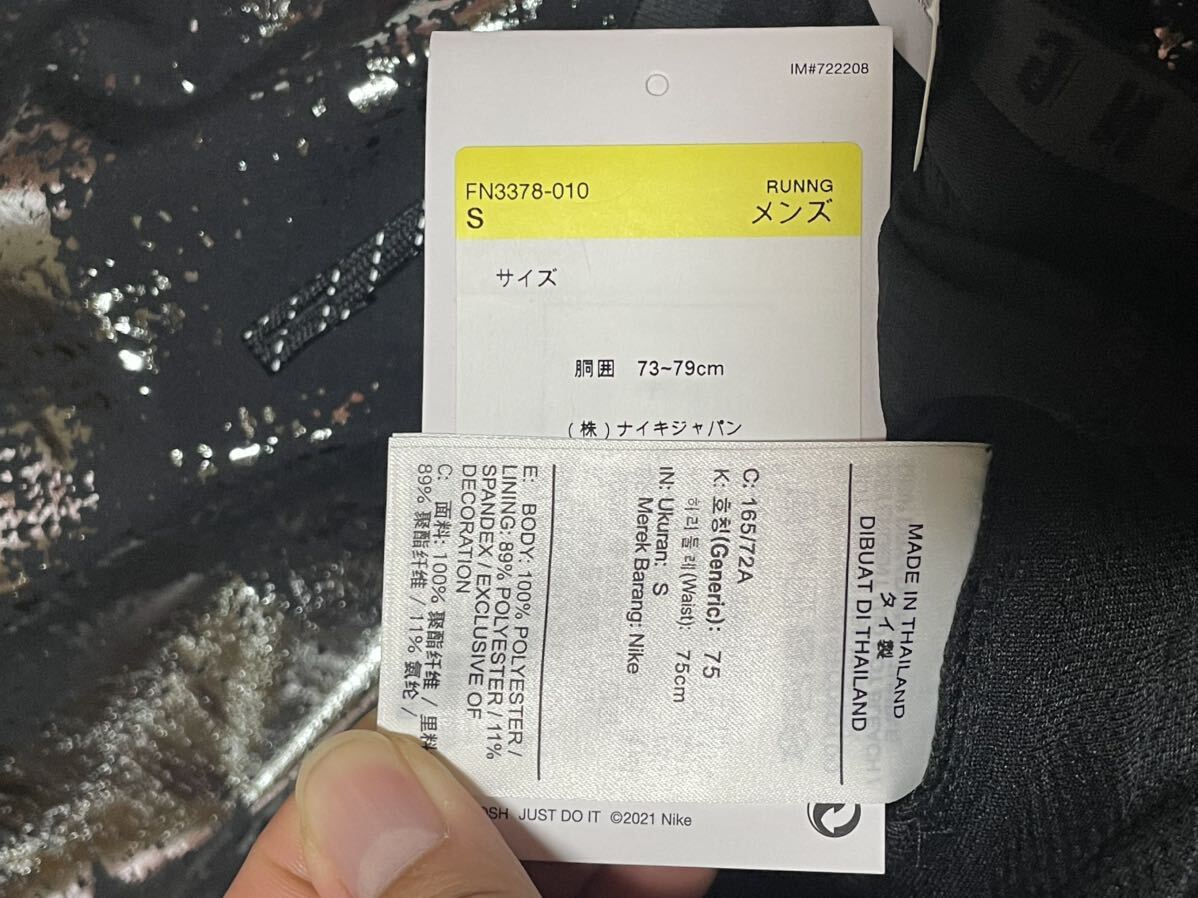 IM#722208
FN3378-010
S
RUNNG
メンズ
サイズ
胴囲 73~79cm
(株)ナイキジャパン
MADE IN THAILAND
タイ製
DIBUAT DI THAILAND
C: 165/72A
K: 호칭(Generic): 75
허리둘레(Waist): 75cm
IN: Ukuran: S
Merek Barang: Nike
E: BODY: 100% POLYESTER /
LINING: 89% POLYESTER / 11%
SPANDEX / EXCLUSIVE OF
DECORATION
C: 面料: 100% 聚酯纤维 / 里料
89% 聚酯纤维 / 11% 氨纶 /
JUST DO IT ©2021 Nike